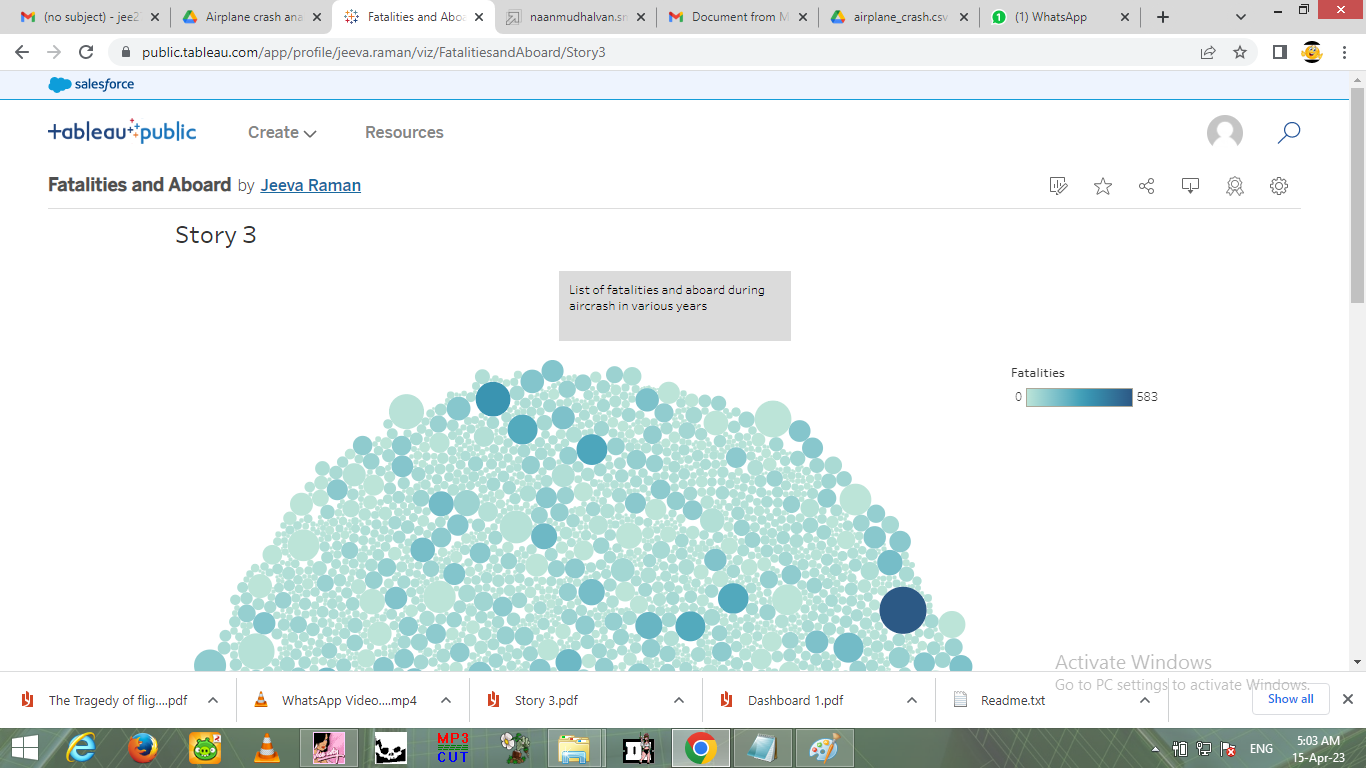 (no subject) - jee2
Airplane crash ana
Fatalities and Aboa
naanmudhalvan.sm
Document from M
airplane_crash.csv
(1) WhatsApp
public.tableau.com/app/profile/jeeva.raman/viz/FatalitiesandAboard/Story3
salesforce
tableau public
Create
Resources
Fatalities and Aboard by Jeeva Raman
Story 3
List of fatalities and aboard during
aircrash in various years
Fatalities
0
583
Activate Windows
Go to PC settings to activate Windows.
The Tragedy of flig....pdf
WhatsApp Video....mp4
Story 3.pdf
Dashboard 1.pdf
Readme.txt
Show all
MP3
CUT
ENG
5:03 AM
15-Apr-23